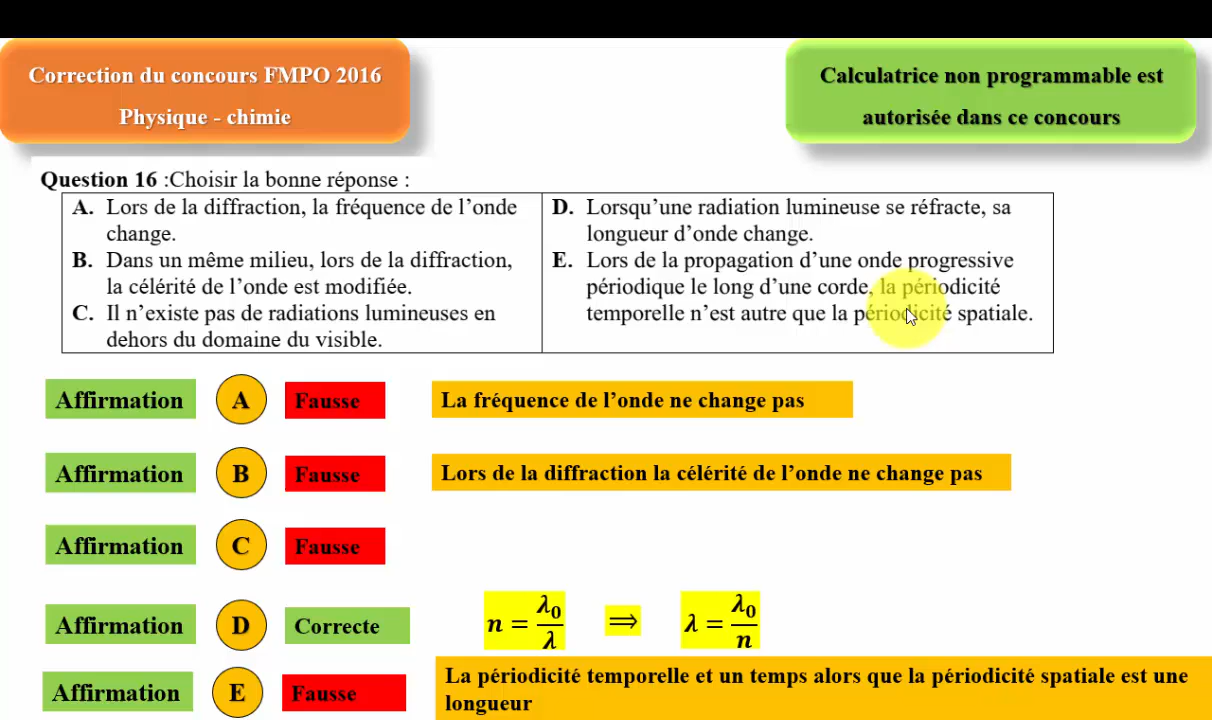 Correction du concours FMPO 2016
Physique - chimie
Calculatrice non programmable est
autorisée dans ce concours
Question 16 :Choisir la bonne réponse :
A. Lors de la diffraction, la fréquence de l'onde
change.
B. Dans un même milieu, lors de la diffraction,
la célérité de l'onde est modifiée.
C. Il n'existe pas de radiations lumineuses en
dehors du domaine du visible.
D. Lorsqu'une radiation lumineuse se réfracte, sa
longueur d'onde change.
E. Lors de la propagation d'une onde progressive
périodique le long d'une corde, la périodicité
temporelle n'est autre que la périodicité spatiale.
Affirmation A Fausse La fréquence de l'onde ne change pas
Affirmation B Fausse Lors de la diffraction la célérité de l'onde ne change pas
Affirmation C Fausse
Affirmation D Correcte n = λ₀/λ ⟹ λ = λ₀/n
Affirmation E Fausse La périodicité temporelle et un temps alors que la périodicité spatiale est une
longueur